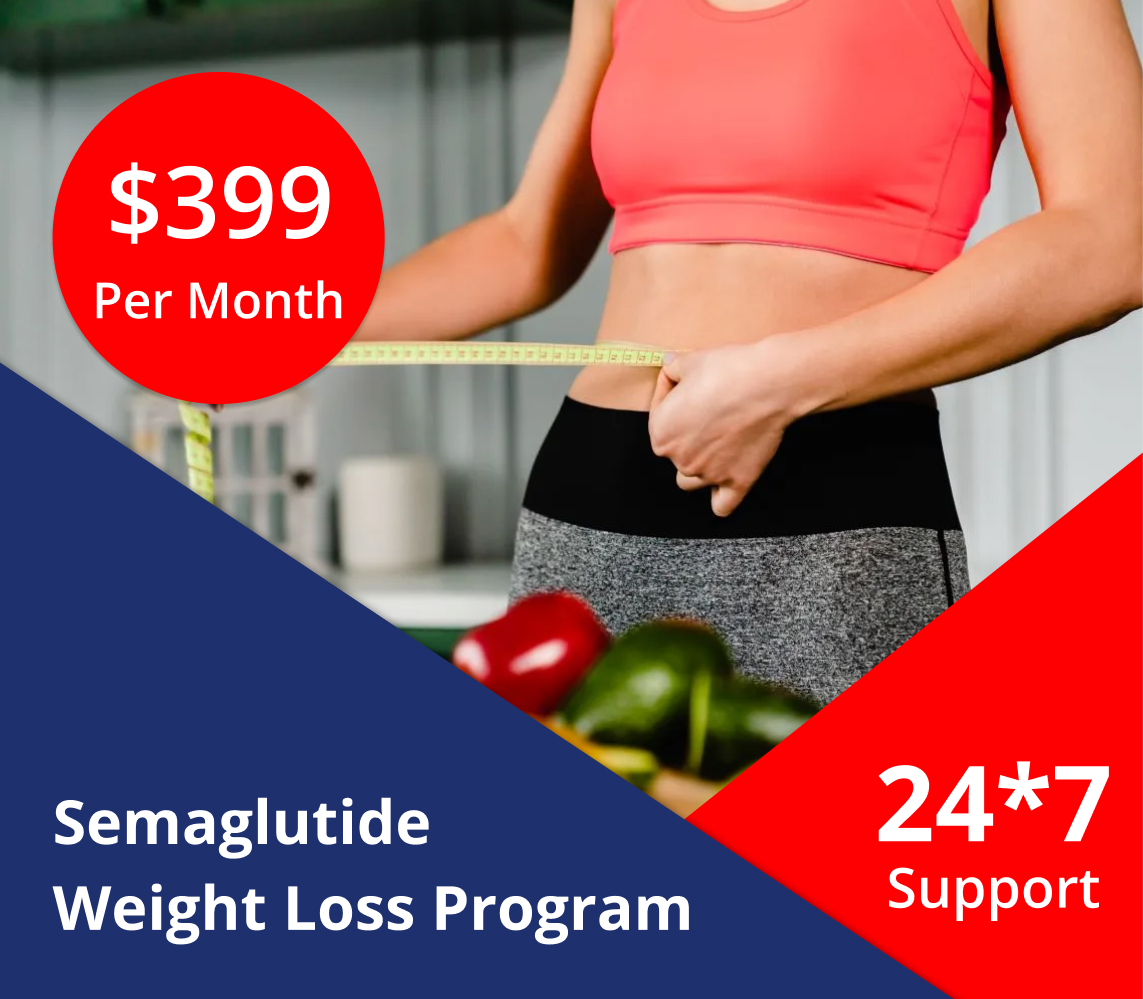 $399
Per Month
Semaglutide
Weight Loss Program
24*7
Support